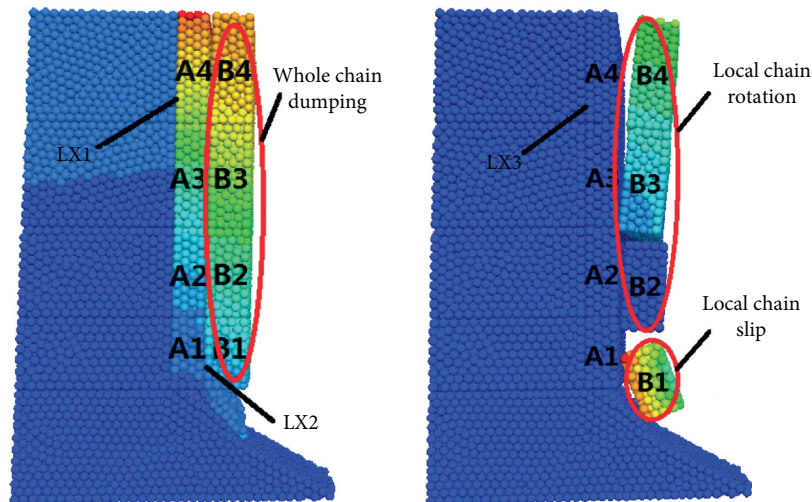 A4 B4
Whole chain
dumping
LX1
A3 B3
A2 B2
A1 B1
LX2
A4 B4
Local chain
rotation
LX3
A3 B3
A2 B2
Local chain
slip
A1
B1